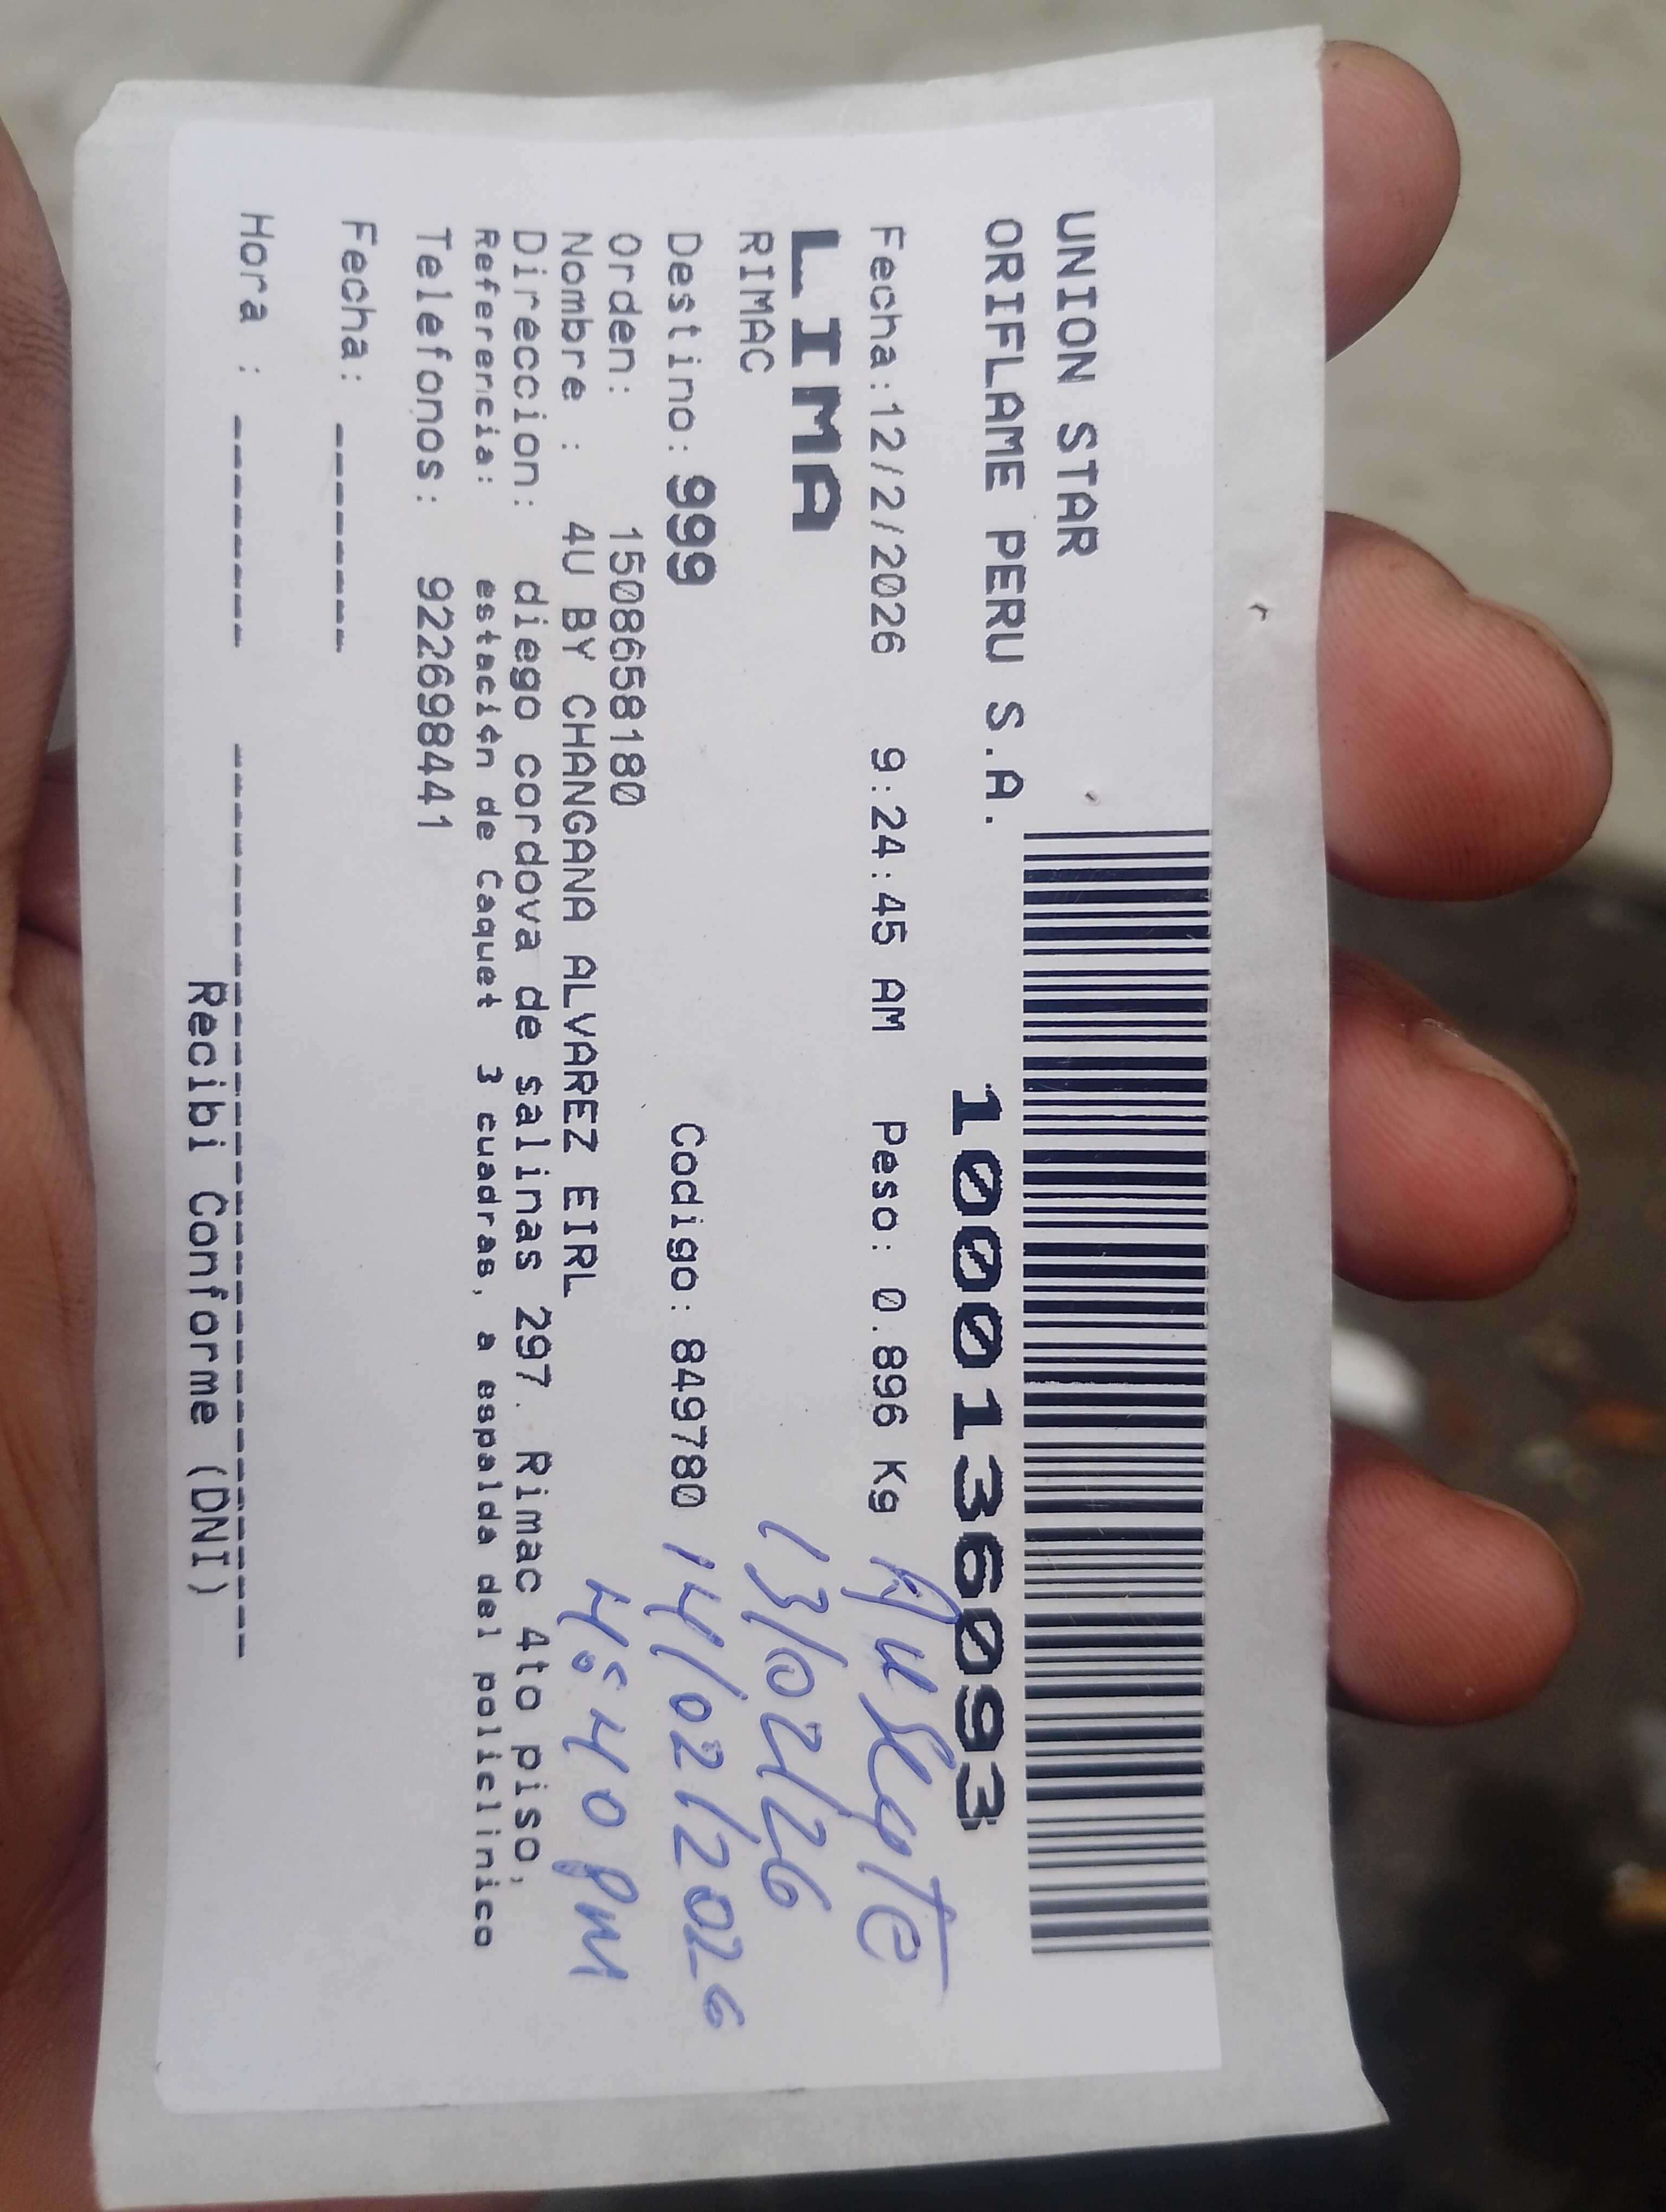 UNION STAR
ORIFLAME PERU S.A.
1000136093
Fecha:12/2/2026 9:24:45 AM Peso: 0.896 Kg
LIMA
RIMAC
Destino: 999 Codigo: 849780
Orden: 1508658180
Nombre : 4U BY CHANGANA ALVAREZ EIRL
Direccion: diego cordova de salinas 297. Rimac 4to piso,
Referencia: estación de Caquet 3 cuadras, a espalda del policlinico
Telefonos: 922698441
Fecha: ------
Hora : ------- ----------------------------
Recibi Conforme (DNI)
Ausente
13/02/26
14/02/2026
4:40 pm